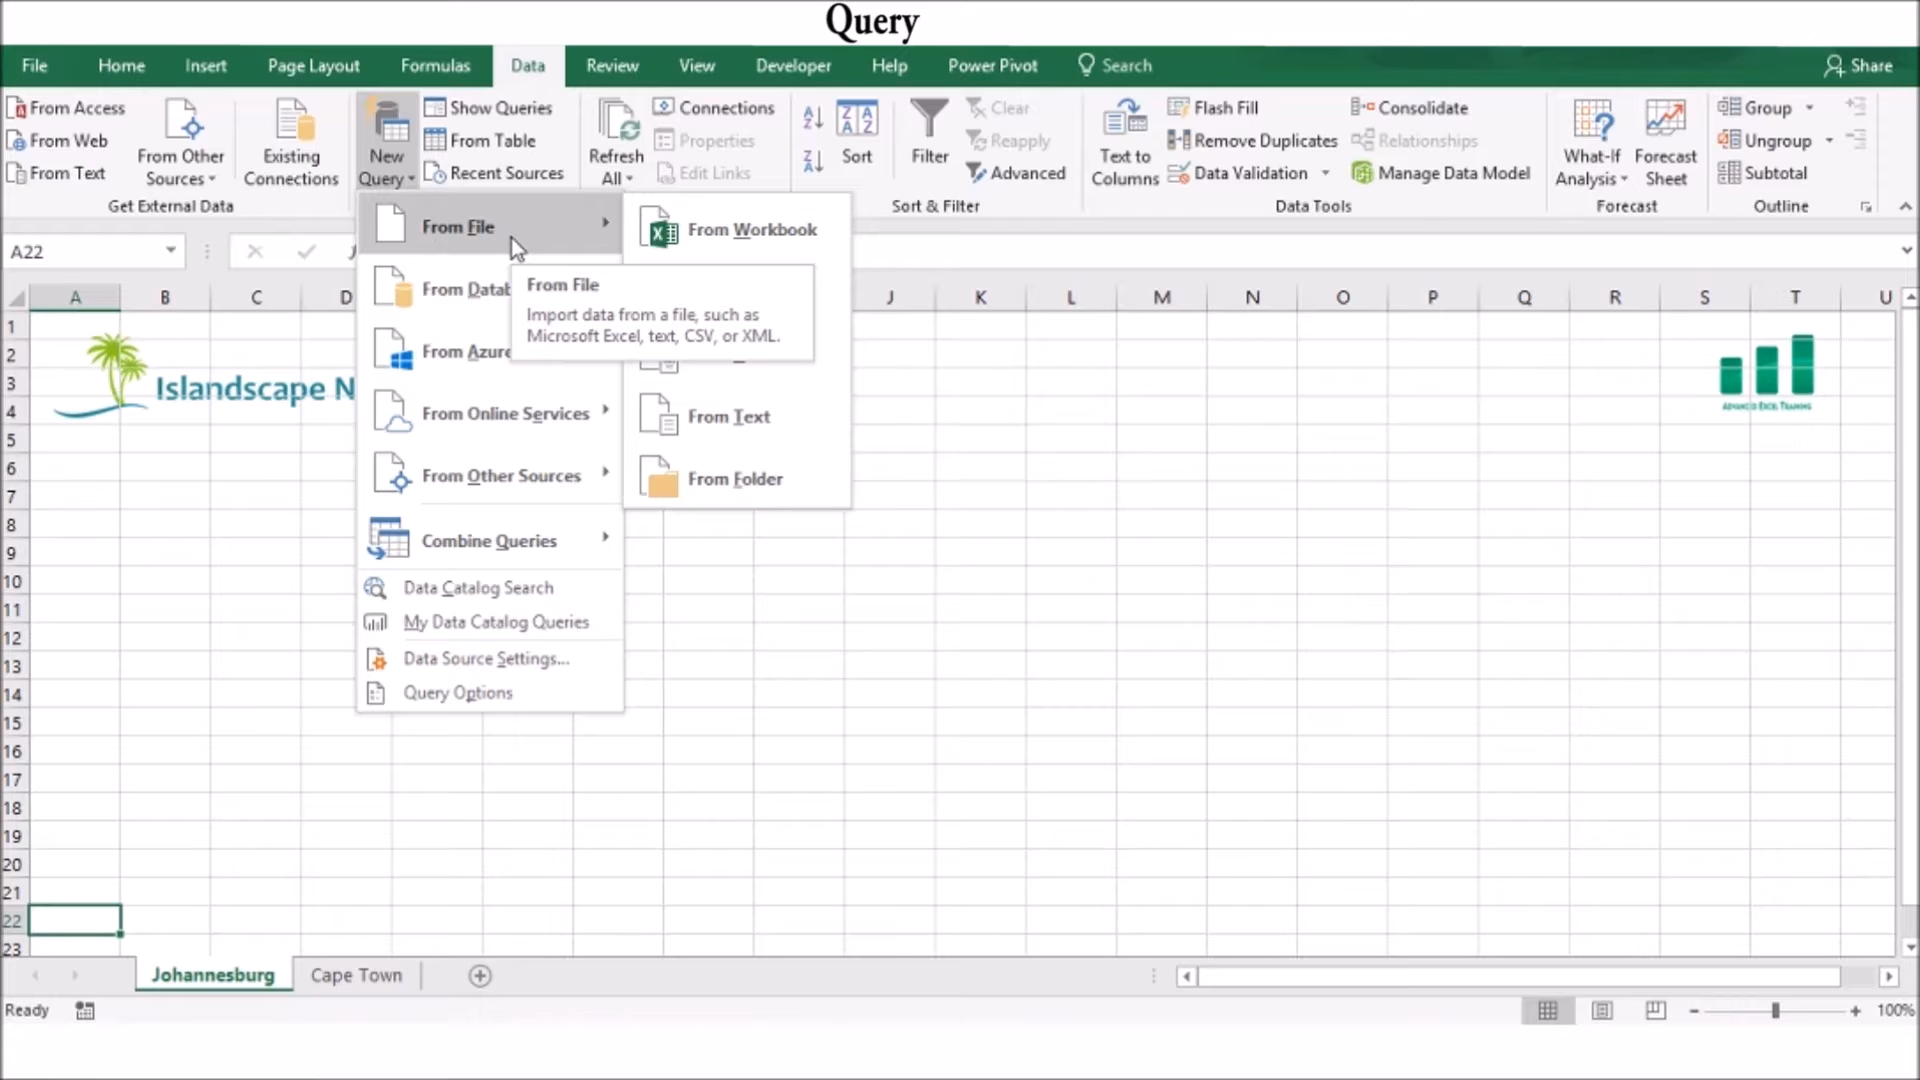 Query
File Home Insert Page Layout Formulas Data Review View Developer Help Power Pivot Search Share
From Access
From Web
From Text
From Other
Sources
Existing
Connections
Get External Data
New
Query
Show Queries
From Table
Recent Sources
Refresh
All
Connections
Properties
Edit Links
Sort
Filter
Clear
Reapply
Advanced
Sort & Filter
Text to
Columns
Flash Fill
Remove Duplicates
Data Validation
Consolidate
Relationships
Manage Data Model
Data Tools
What-If
Analysis
Forecast
Sheet
Forecast
Group
Ungroup
Subtotal
Outline
A22
From File
From Datab
From Azure
From Online Services
From Other Sources
Combine Queries
Data Catalog Search
My Data Catalog Queries
Data Source Settings...
Query Options
From Workbook
From Text
From Folder
From File
Import data from a file, such as
Microsoft Excel, text, CSV, or XML.
A B C D J K L M N O P Q R S T U
1
2
3
4
5
6
7
8
9
10
11
12
13
14
15
16
17
18
19
20
21
22
23
Islandscape N
ADVANCED EXCEL TRAINING
Johannesburg Cape Town
Ready
100%